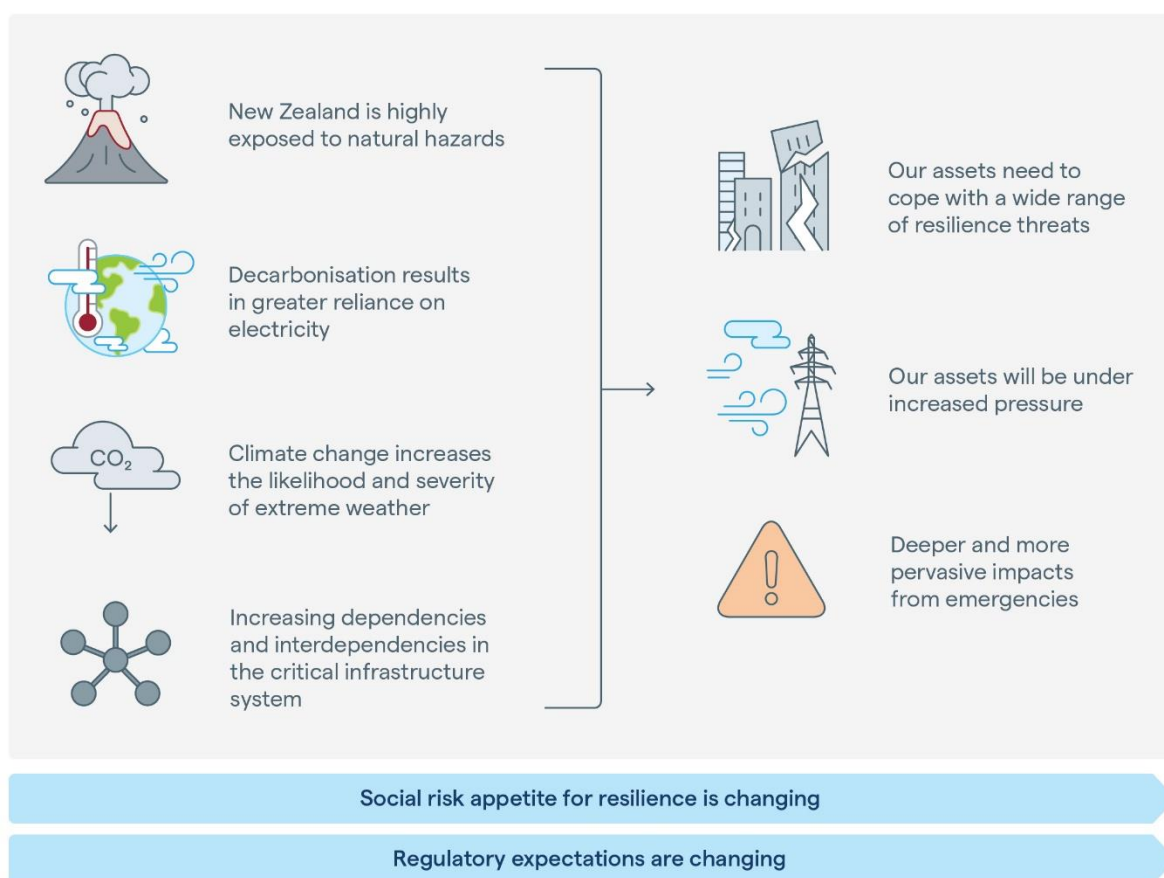 New Zealand is highly
exposed to natural hazards
Decarbonisation results
in greater reliance on
electricity
CO₂
Climate change increases
the likelihood and severity
of extreme weather
Increasing dependencies
and interdependencies in
the critical infrastructure
system
Our assets need to
cope with a wide range
of resilience threats
Our assets will be under
increased pressure
Deeper and more
pervasive impacts
from emergencies
Social risk appetite for resilience is changing
Regulatory expectations are changing